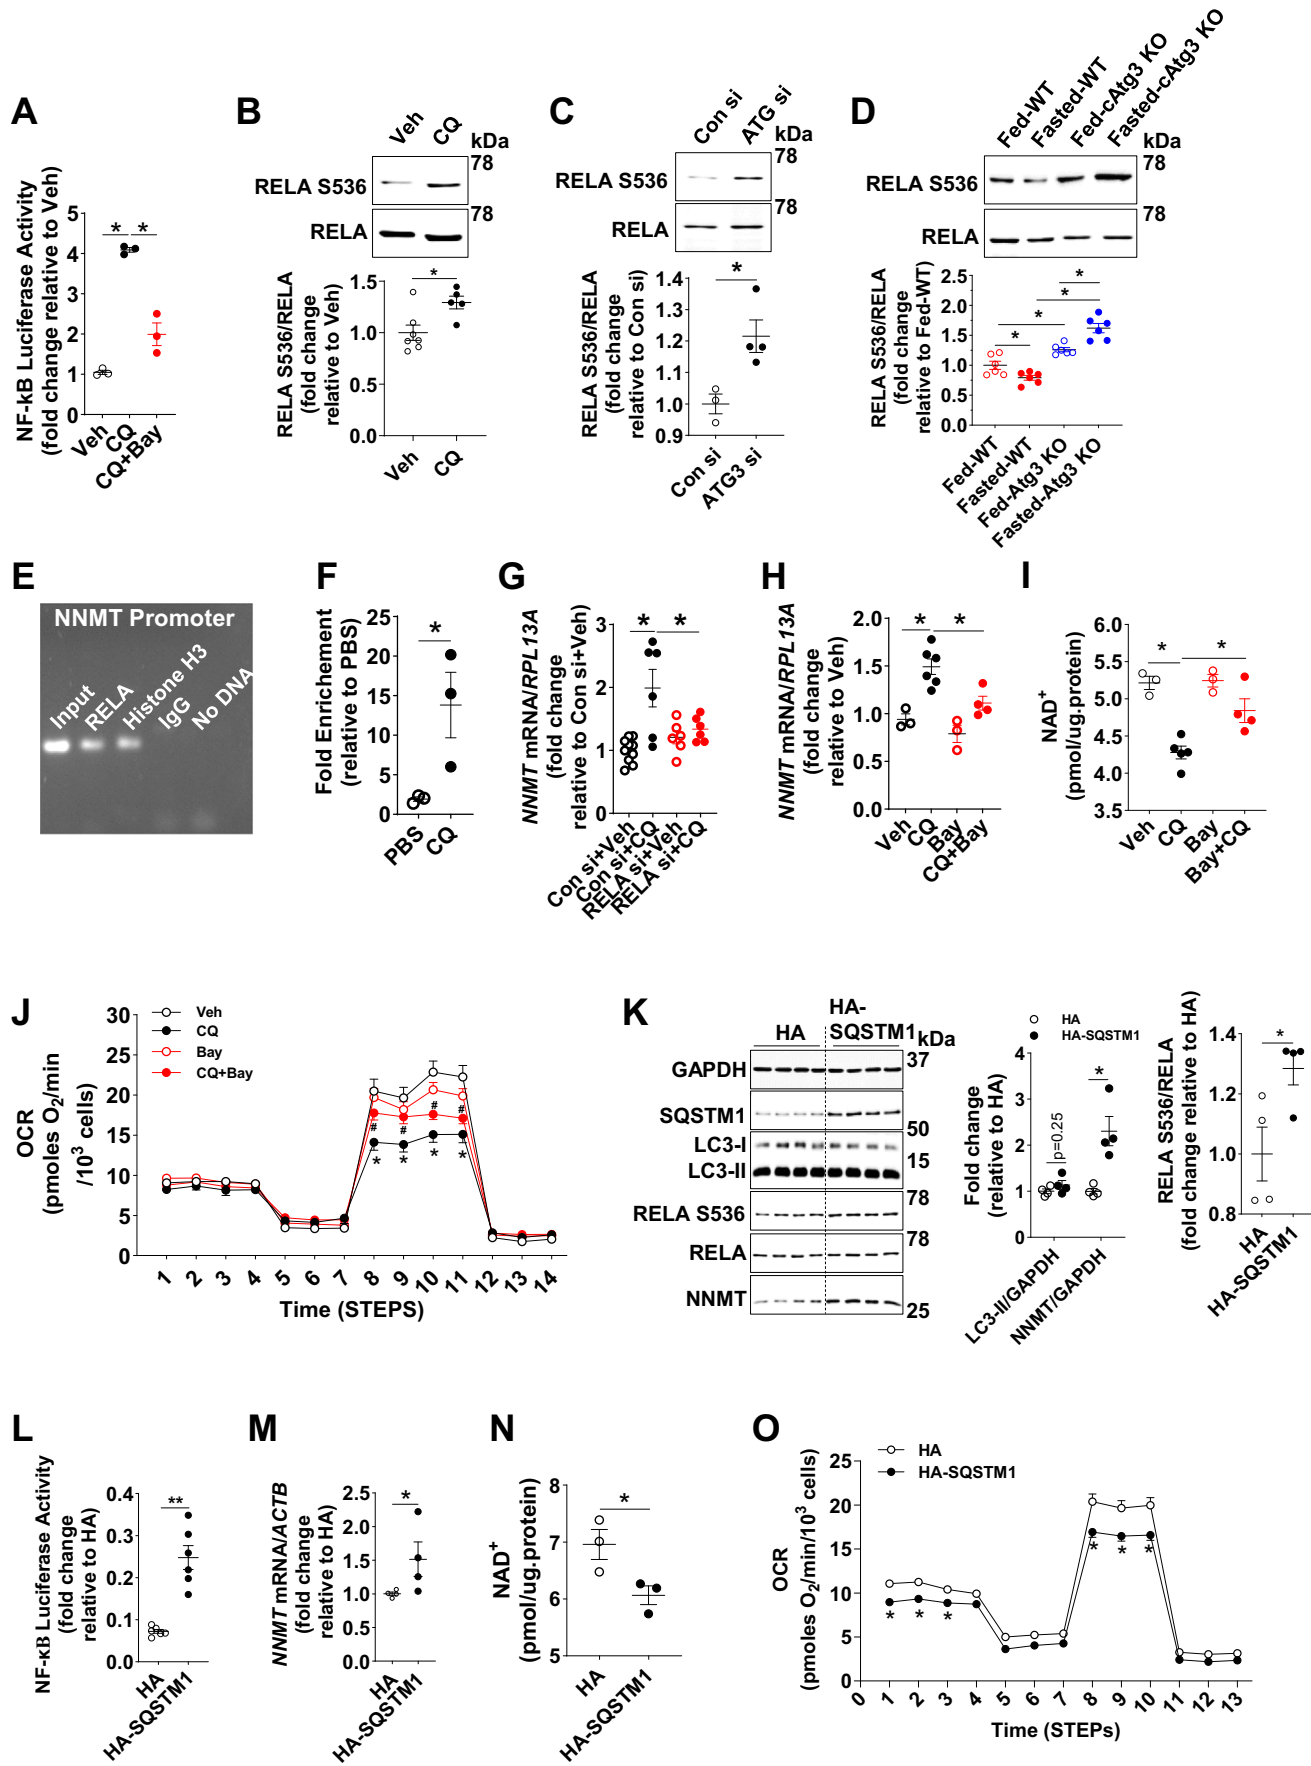 A
NF-kB Luciferase Activity
(fold change relative to Veh)
5
4
3
2
1
0
* *
Veh
CQ
CQ+Bay
B
Veh
CQ
kDa
78
RELA S536
78
RELA
RELA S536/RELA
(fold change
relative to Veh)
1.5
1.0
0.5
0.0
*
Veh
CQ
C
Con si
ATG si
kDa
78
RELA S536
78
RELA
RELA S536/RELA
(fold change
relative to Con si)
1.4
1.3
1.2
1.1
1.0
0.9
*
Con si
ATG3 si
D
Fed-WT
Fasted-WT
Fed-cAtg3 KO
Fasted-cAtg3 KO
kDa
78
RELA S536
78
RELA
RELA S536/RELA
(fold change
relative to Fed-WT)
2.5
2.0
1.5
1.0
0.5
0.0
*
*
*
*
Fed-WT
Fasted-WT
Fed-Atg3 KO
Fasted-Atg3 KO
E
NNMT Promoter
Input
RELA
Histone H3
IgG
No DNA
F
Fold Enrichement
(relative to PBS)
25
20
15
10
5
0
*
PBS
CQ
G
NNMT mRNA/RPL13A
(fold change
relative to Con si+Veh)
3
2
1
0
* *
Con si+Veh
Con si+CQ
RELA si+Veh
RELA si+CQ
H
NNMT mRNA/RPL13A
(fold change
relative to Veh)
2.0
1.5
1.0
0.5
0.0
* *
Veh
CQ
Bay
CQ+Bay
I
NAD+
(pmol/ug.protein)
6.0
5.5
5.0
4.5
4.0
3.5
* *
Veh
CQ
Bay
Bay+CQ
J
OCR
(pmoles O2/min
/103 cells)
30
25
20
15
10
5
0
Veh
CQ
Bay
CQ+Bay
# # # #
* * * *
1 2 3 4 5 6 7 8 9 10 11 12 13 14
Time (STEPS)
K
HA
HA-
SQSTM1
kDa
GAPDH
37
SQSTM1
50
LC3-I
15
LC3-II
RELA S536
78
RELA
78
NNMT
25
HA
HA-SQSTM1
Fold change
(relative to HA)
4
3
2
1
0
p=0.25
*
LC3-II/GAPDH
NNMT/GAPDH
RELA S536/RELA
(fold change relative to HA)
1.4
1.2
1.0
0.8
*
HA
HA-SQSTM1
L
NF-κB Luciferase Activity
(fold change
relative to HA)
0.4
0.3
0.2
0.1
0.0
**
HA
HA-SQSTM1
M
NNMT mRNA/ACTB
(fold change
relative to HA)
2.5
2.0
1.5
1.0
0.5
0.0
*
HA
HA-SQSTM1
N
NAD+
(pmol/ug.protein)
8
7
6
5
*
HA
HA-SQSTM1
O
HA
HA-SQSTM1
OCR
(pmoles O2/min/103 cells)
25
20
15
10
5
0
* * * * * *
0 1 2 3 4 5 6 7 8 9 10 11 12 13
Time (STEPs)